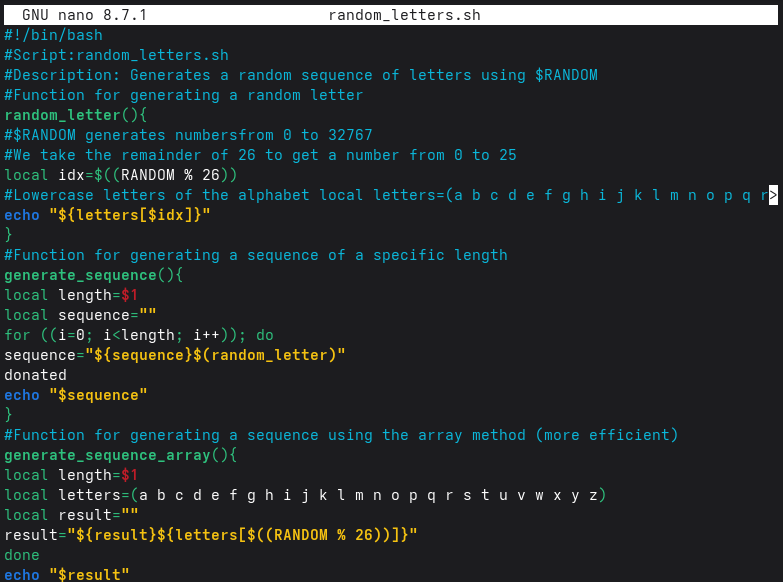 GNU nano 8.7.1 random_letters.sh
#!/bin/bash
#Script:random_letters.sh
#Description: Generates a random sequence of letters using $RANDOM
#Function for generating a random letter
random_letter(){
#$RANDOM generates numbersfrom 0 to 32767
#We take the remainder of 26 to get a number from 0 to 25
local idx=$((RANDOM % 26))
#Lowercase letters of the alphabet local letters=(a b c d e f g h i j k l m n o p q r>
echo "${letters[$idx]}"
}
#Function for generating a sequence of a specific length
generate_sequence(){
local length=$1
local sequence=""
for ((i=0; i<length; i++)); do
sequence="${sequence}$(random_letter)"
donated
echo "$sequence"
}
#Function for generating a sequence using the array method (more efficient)
generate_sequence_array(){
local length=$1
local letters=(a b c d e f g h i j k l m n o p q r s t u v w x y z)
local result=""
result="${result}${letters[$((RANDOM % 26))]}"
done
echo "$result"